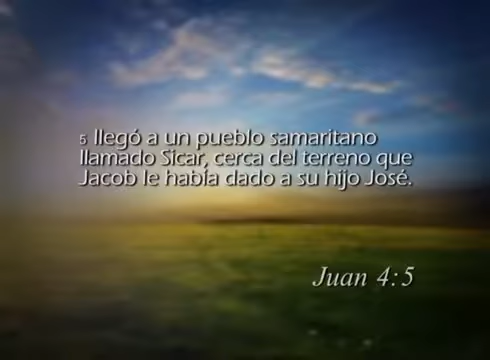 5 llegó a un pueblo samaritano
llamado Sicar, cerca del terreno que
Jacob le había dado a su hijo José.
Juan 4:5